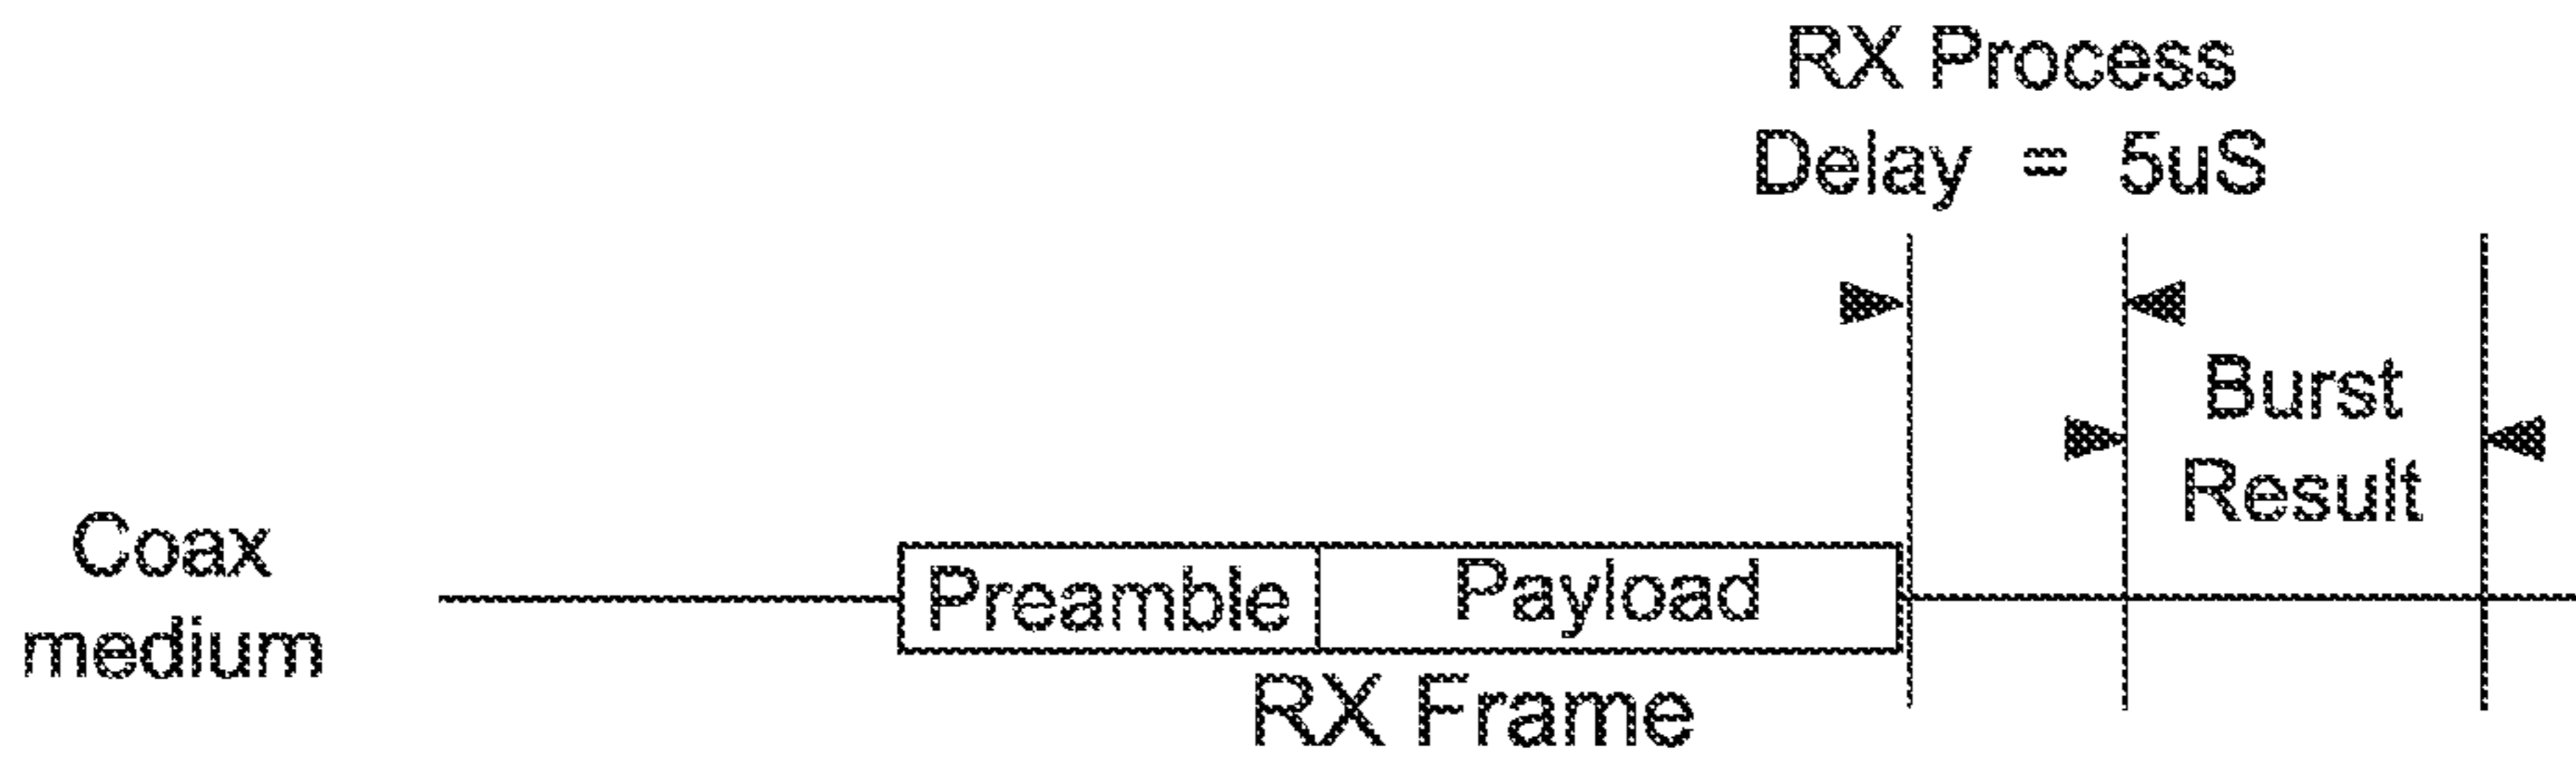 RX Process
Delay = 5uS
Burst
Result
Coax
medium
Preamble
Payload
RX Frame